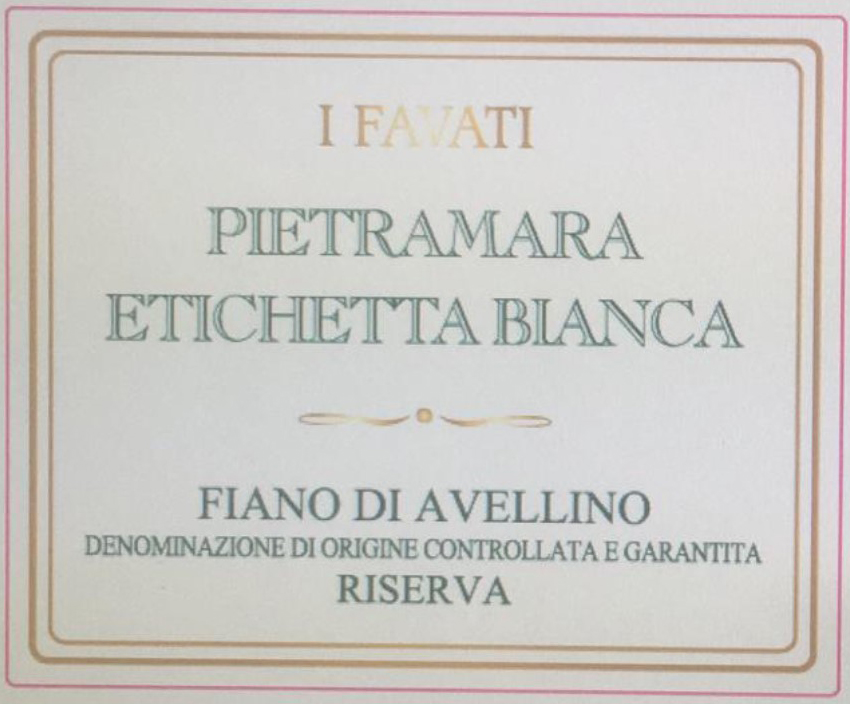 I FAVATI
PIETRAMARA
ETICHETTA BIANCA
FIANO DI AVELLINO
DENOMINAZIONE DI ORIGINE CONTROLLATA E GARANTITA
RISERVA